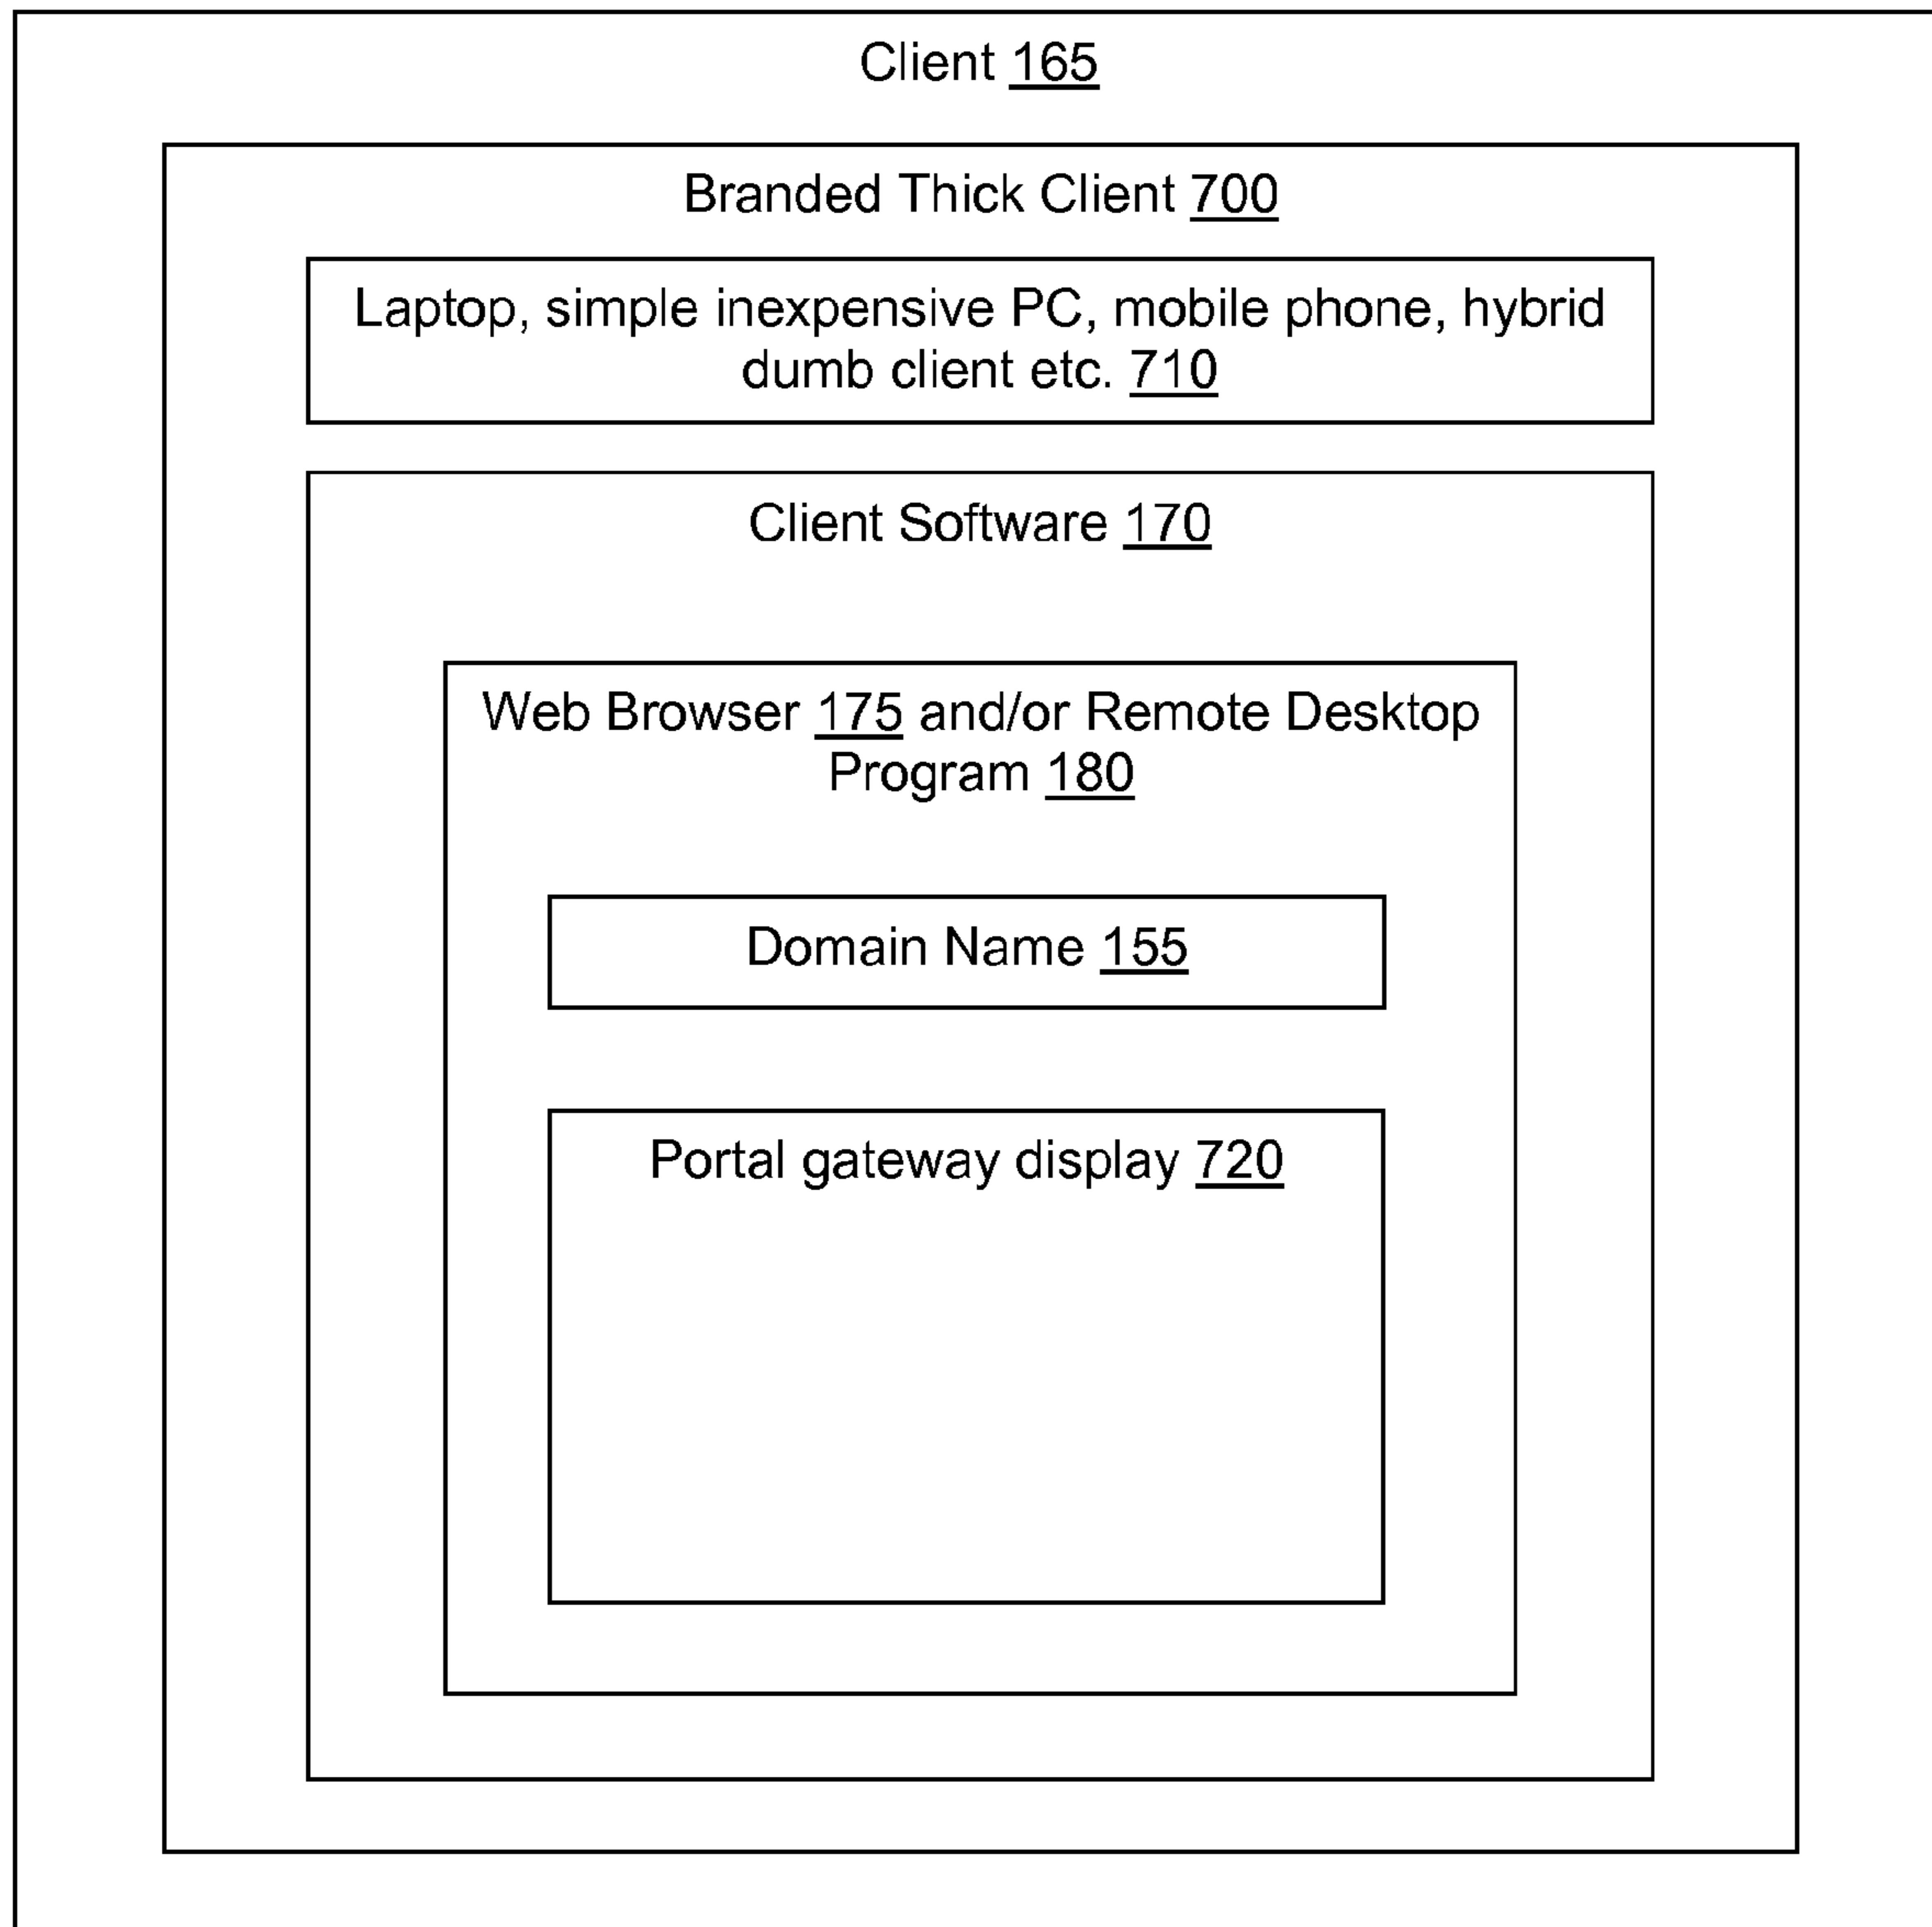 Client 165
Branded Thick Client 700
Laptop, simple inexpensive PC, mobile phone, hybrid
dumb client etc. 710
Client Software 170
Web Browser 175 and/or Remote Desktop
Program 180
Domain Name 155
Portal gateway display 720